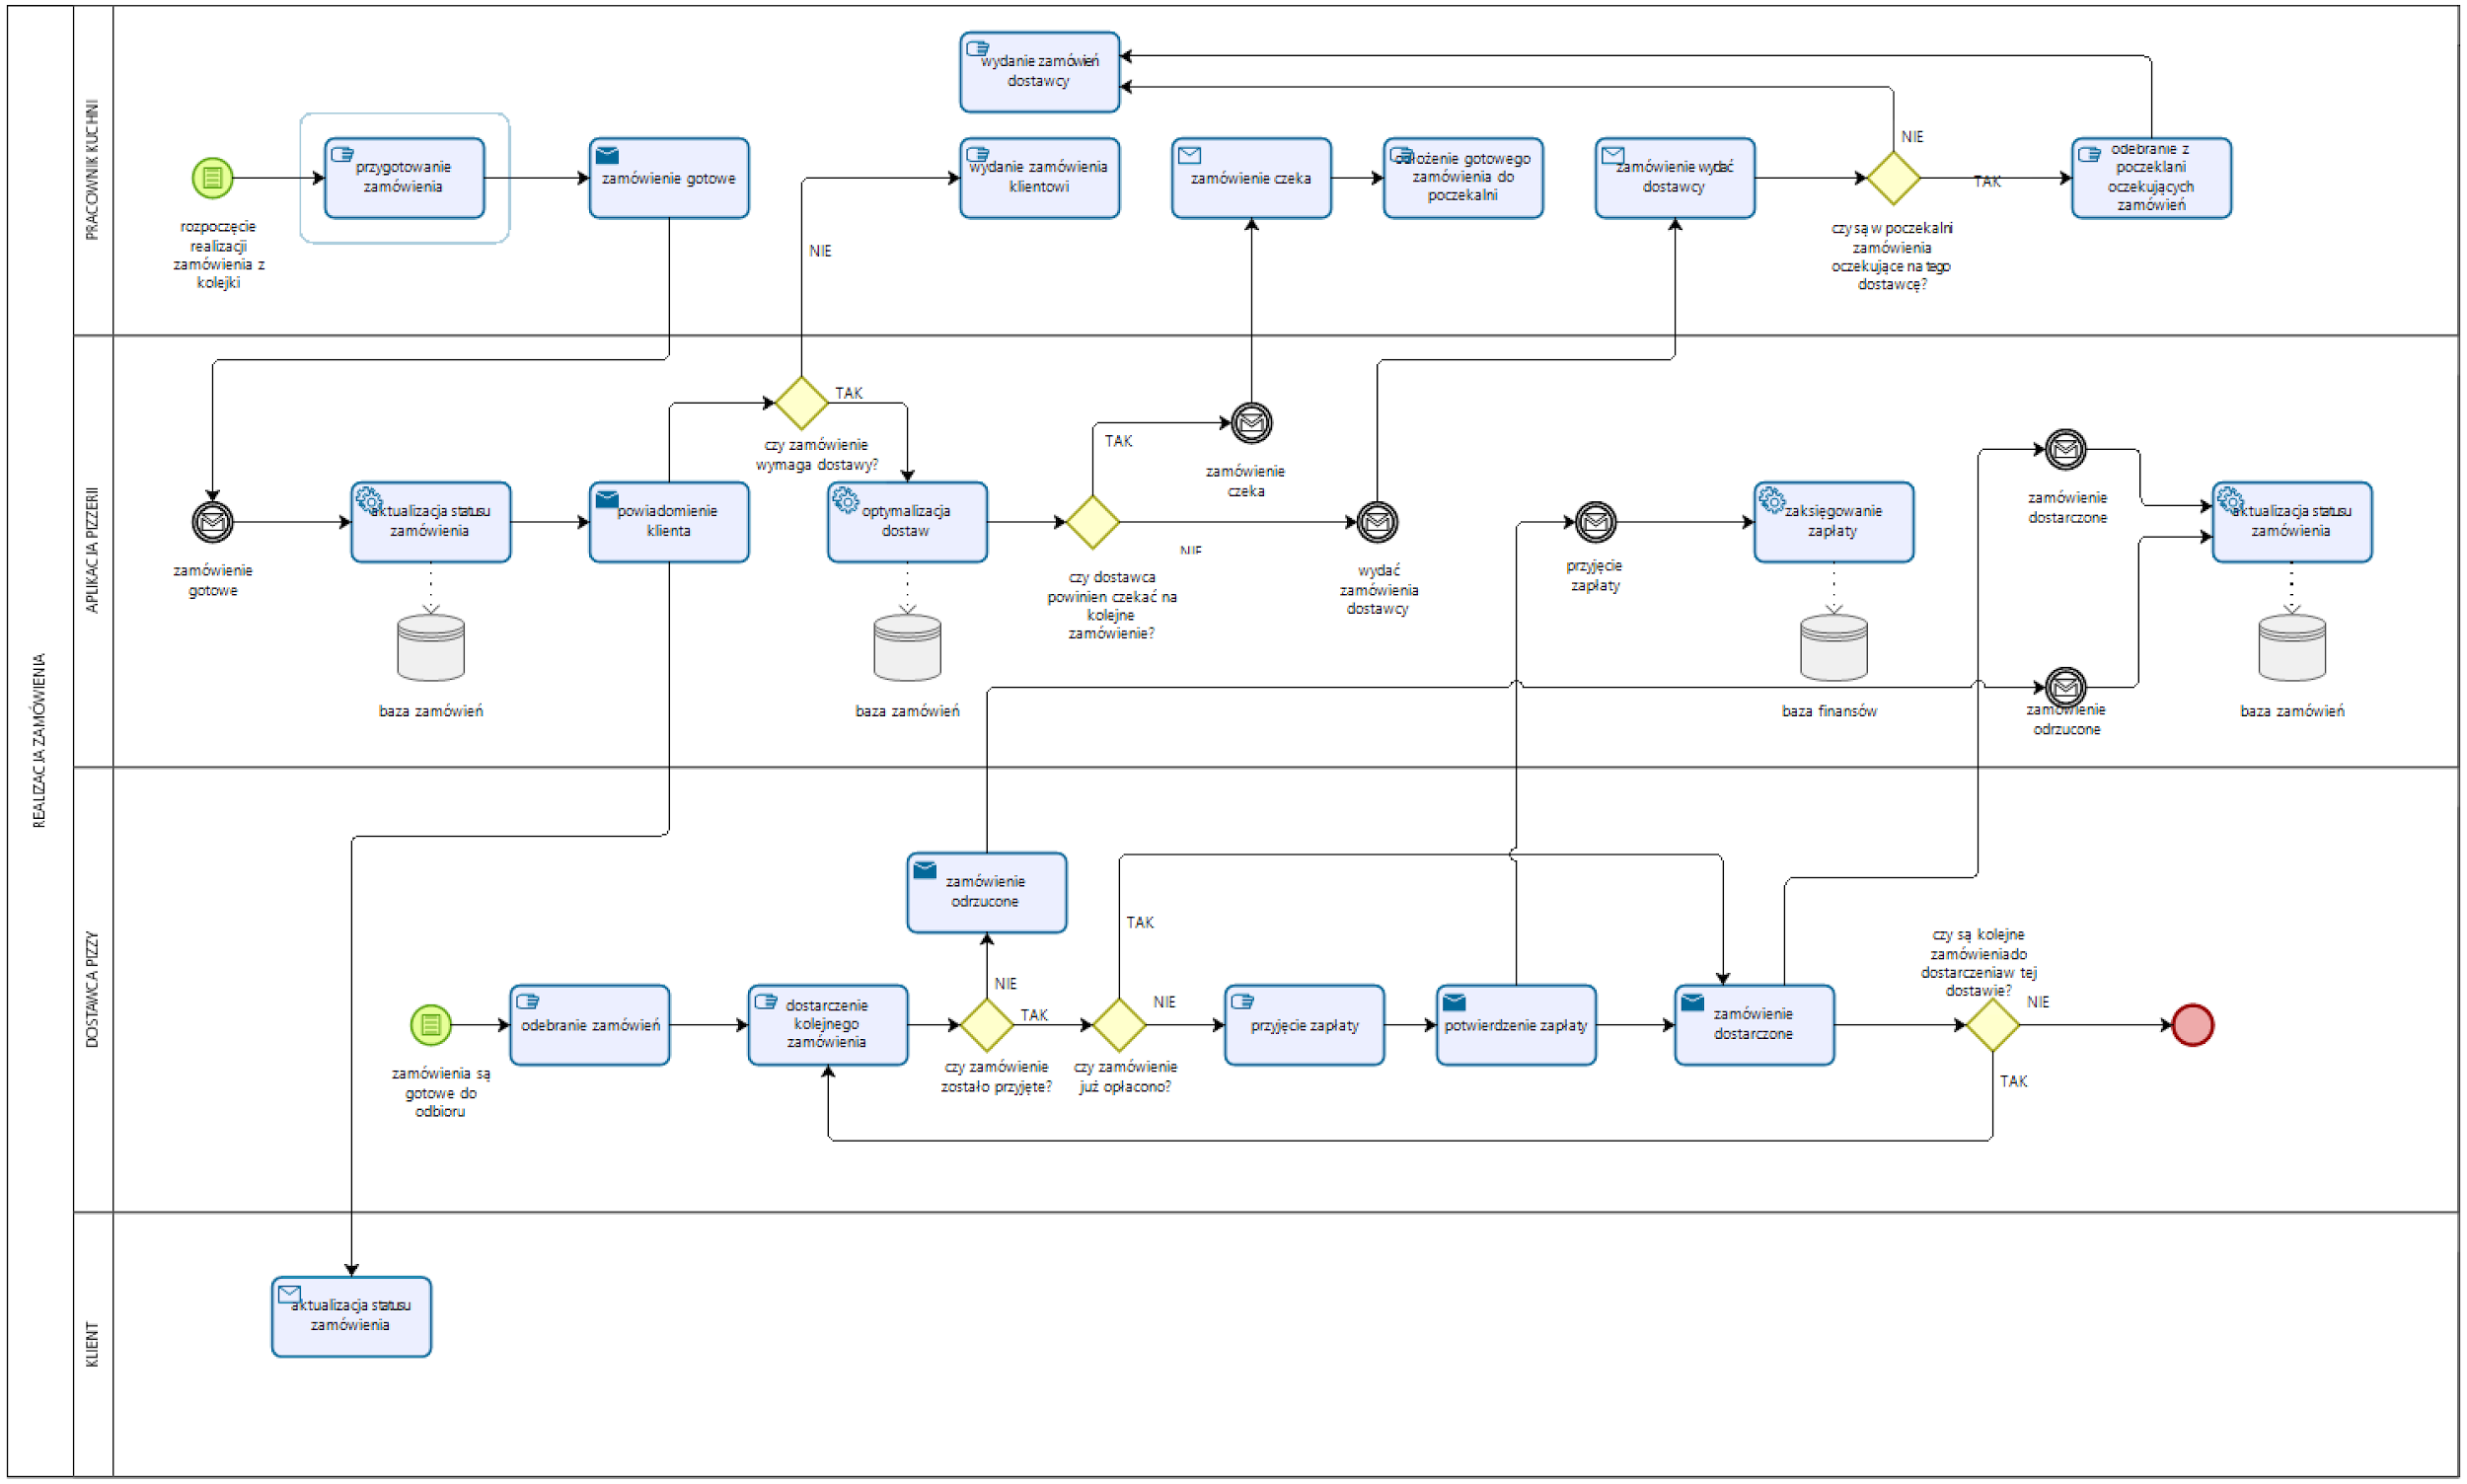 REALIZACJA ZAMÓWIENIA
PRACOWNIK KUCHNI
rozpoczęcie
realizacji
zamówienia z
kolejki
przygotowanie
zamówienia
zamówienie gotowe
wydanie zamówień
dostawcy
wydanie zamówienia
klientowi
NIE
zamówienie czeka
odłożenie gotowego
zamówienia do
poczekalni
zamówienie wydać
dostawcy
NIE
TAK
czy są w poczekalni
zamówienia
oczekujące na tego
dostawcę?
odebranie z
poczeklani
oczekujących
zamówień
APLIKACJA PIZZERII
zamówienie
gotowe
aktualizacja statusu
zamówienia
baza zamówień
powiadomienie
klienta
TAK
czy zamówienie
wymaga dostawy?
optymalizacja
dostaw
baza zamówień
TAK
NIE
czy dostawca
powinien czekać na
kolejne
zamówienie?
zamówienie
czeka
wydać
zamówienia
dostawcy
przyjęcie
zapłaty
zaksięgowanie
zapłaty
baza finansów
zamówienie
dostarczone
zamówienie
odrzucone
aktualizacja statusu
zamówienia
baza zamówień
DOSTAWCA PIZZY
zamówienia są
gotowe do
odbioru
odebranie zamówień
dostarczenie
kolejnego
zamówienia
zamówienie
odrzucone
NIE
TAK
czy zamówienie
zostało przyjęte?
TAK
NIE
czy zamówienie
już opłacono?
przyjęcie zapłaty
potwierdzenie zapłaty
zamówienie
dostarczone
czy są kolejne
zamówieniado
dostarczeniaw tej
dostawie?
NIE
TAK
KLIENT
aktualizacja statusu
zamówienia